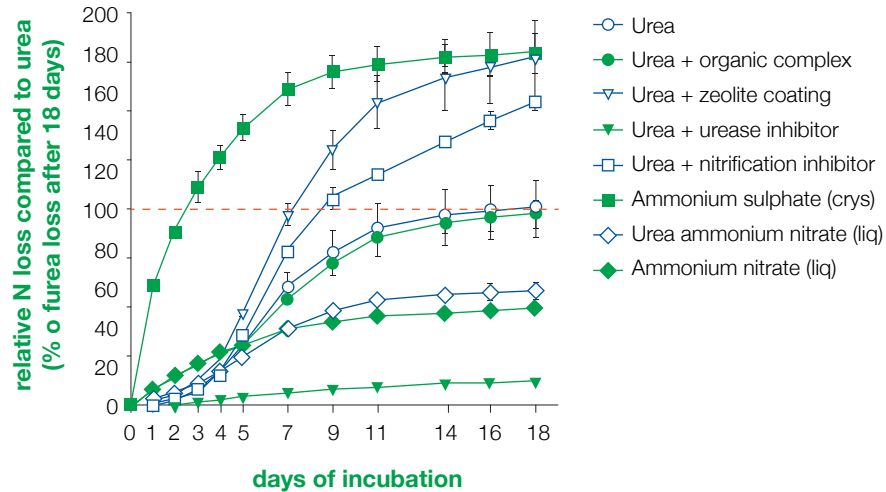 relative N loss compared to urea
(% o furea loss after 18 days)
200
180
160
140
120
100
80
60
40
20
0
0 1 2 3 4 5 7 9 11 14 16 18
days of incubation
Urea
Urea + organic complex
Urea + zeolite coating
Urea + urease inhibitor
Urea + nitrification inhibitor
Ammonium sulphate (crys)
Urea ammonium nitrate (liq)
Ammonium nitrate (liq)